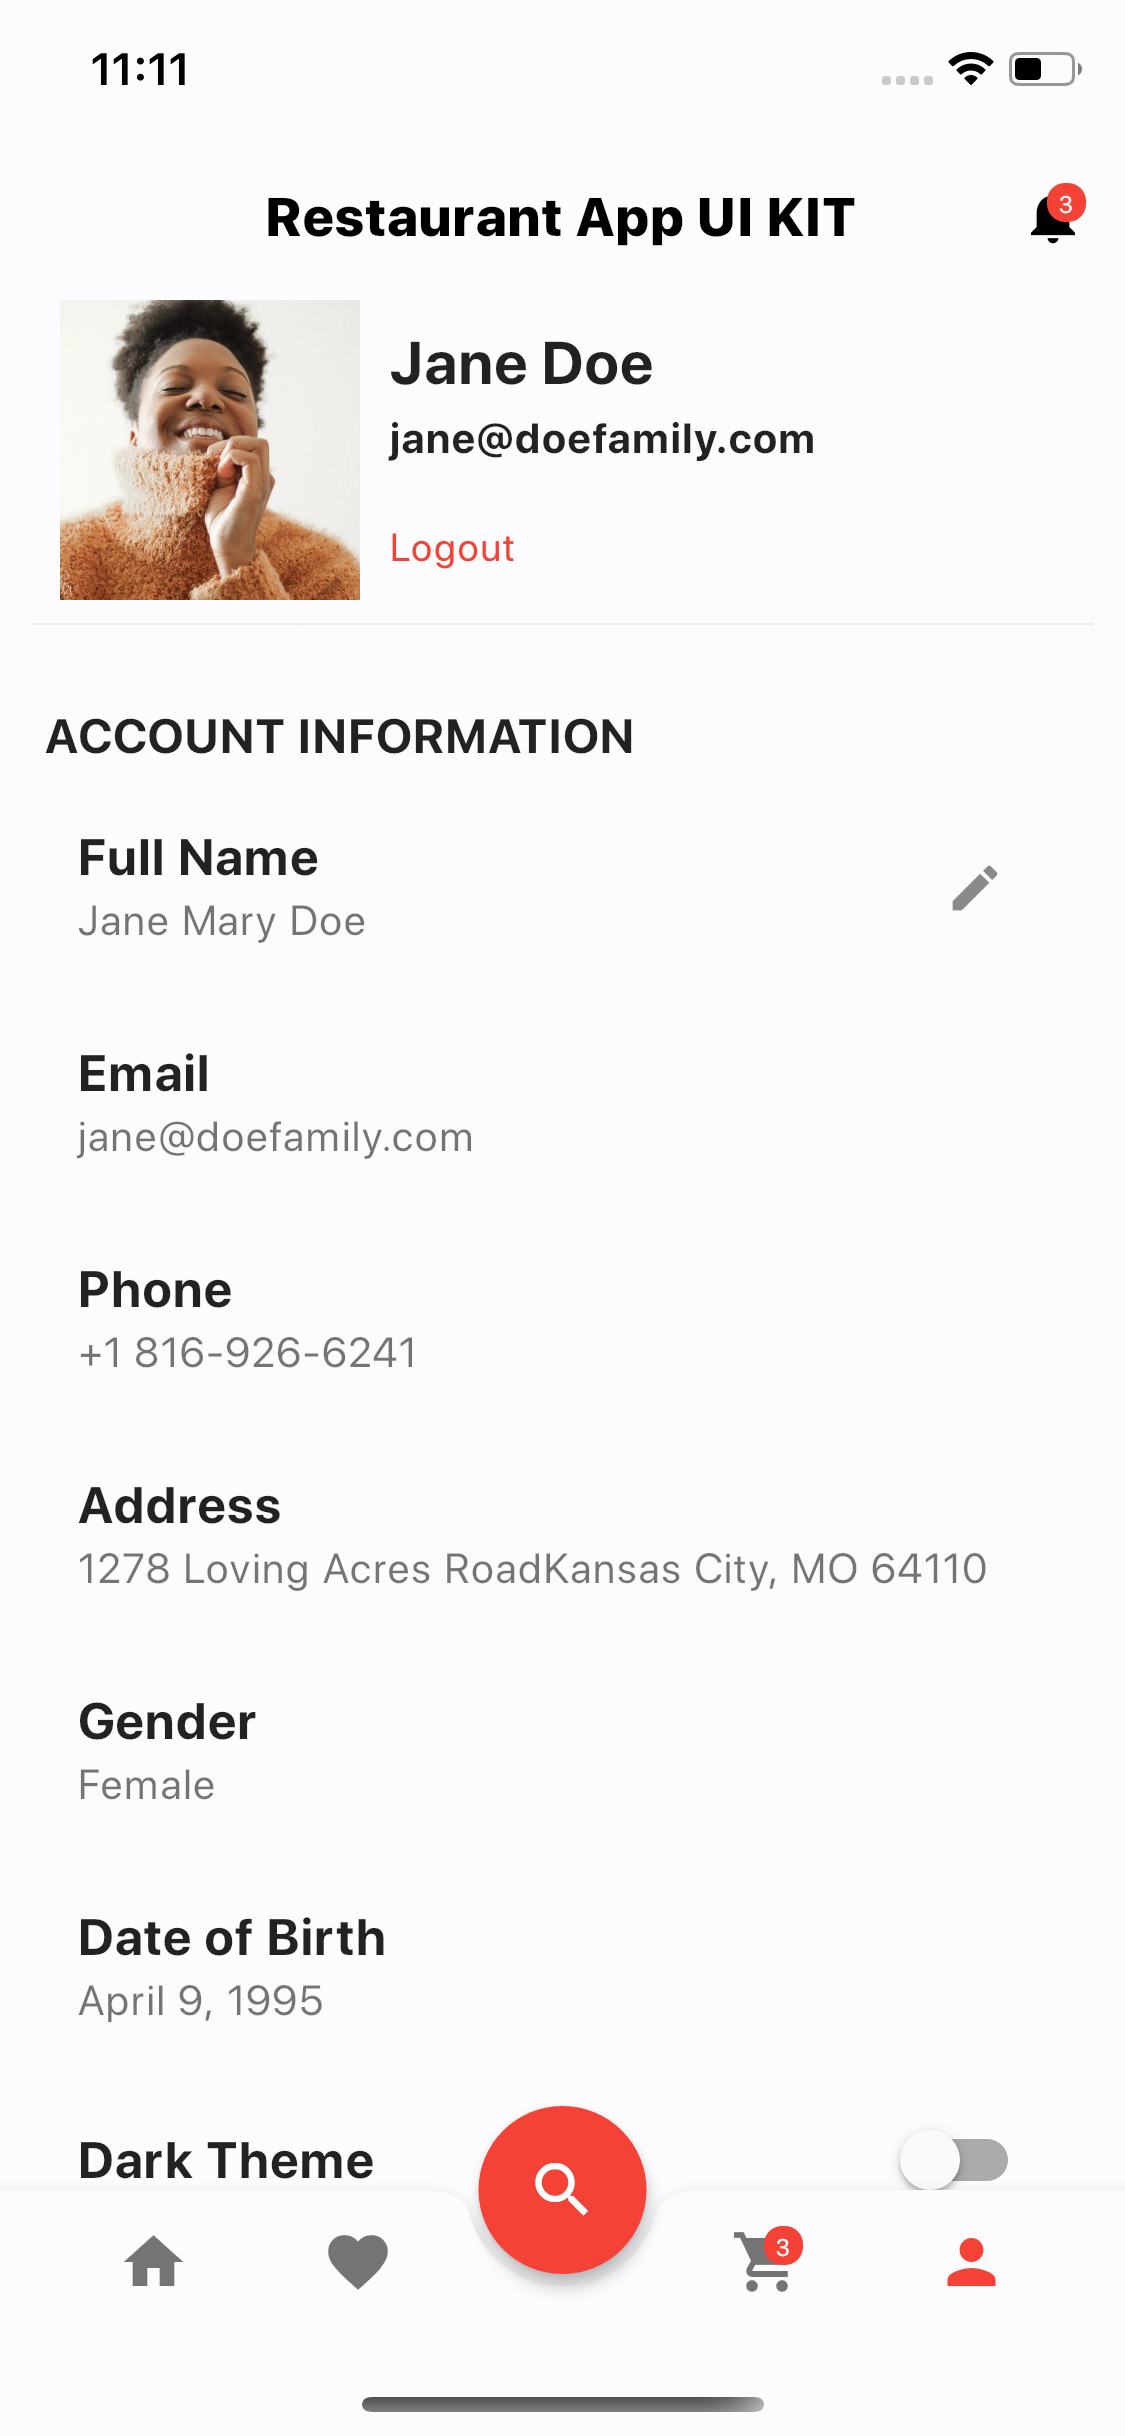 11:11
Restaurant App UI KIT
3
Jane Doe
jane@doefamily.com
Logout
ACCOUNT INFORMATION
Full Name
Jane Mary Doe
Email
jane@doefamily.com
Phone
+1 816-926-6241
Address
1278 Loving Acres RoadKansas City, MO 64110
Gender
Female
Date of Birth
April 9, 1995
Dark Theme
3